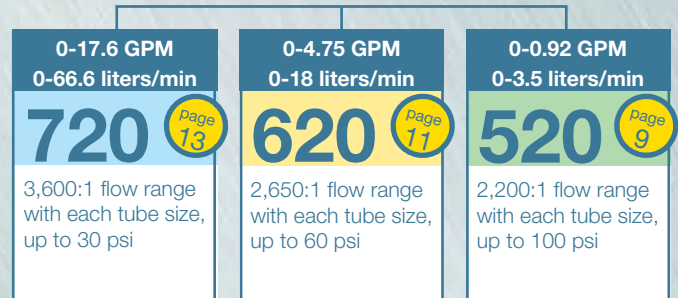 0-17.6 GPM
0-66.6 liters/min
720
page
13
3,600:1 flow range
with each tube size,
up to 30 psi
0-4.75 GPM
0-18 liters/min
620
page
11
2,650:1 flow range
with each tube size,
up to 60 psi
0-0.92 GPM
0-3.5 liters/min
520
page
9
2,200:1 flow range
with each tube size,
up to 100 psi